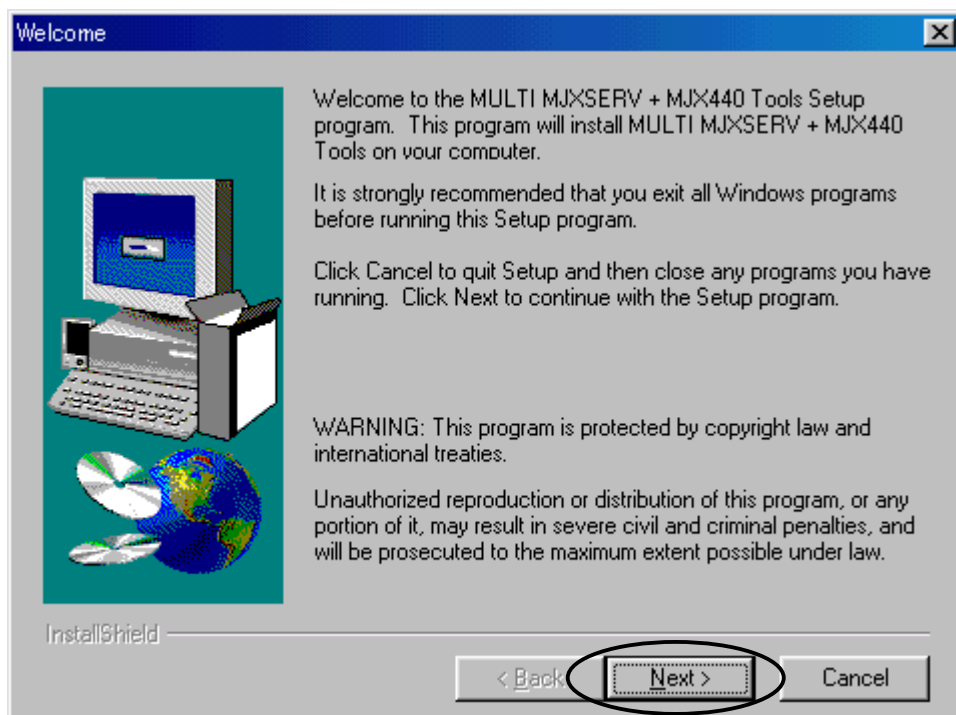 Welcome
Welcome to the MULTI MJXSERV + MJX440 Tools Setup
program.  This program will install MULTI MJXSERV + MJX440
Tools on your computer.
It is strongly recommended that you exit all Windows programs
before running this Setup program.
Click Cancel to quit Setup and then close any programs you have
running.  Click Next to continue with the Setup program.
WARNING: This program is protected by copyright law and
international treaties.
Unauthorized reproduction or distribution of this program, or any
portion of it, may result in severe civil and criminal penalties, and
will be prosecuted to the maximum extent possible under law.
InstallShield
< Back
Next >
Cancel